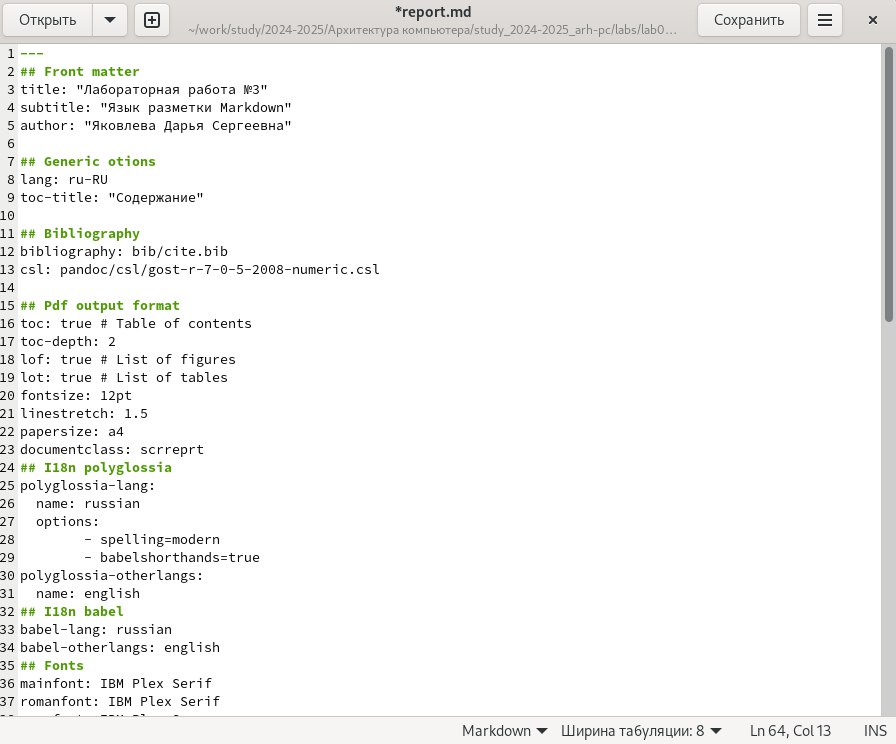 Открыть
*report.md
~/work/study/2024-2025/Архитектура компьютера/study_2024-2025_arh-pc/labs/lab0…
Сохранить
1 ---
2 ## Front matter
3 title: "Лабораторная работа №3"
4 subtitle: "Язык разметки Markdown"
5 author: "Яковлева Дарья Сергеевна"
6
7 ## Generic otions
8 lang: ru-RU
9 toc-title: "Содержание"
10
11 ## Bibliography
12 bibliography: bib/cite.bib
13 csl: pandoc/csl/gost-r-7-0-5-2008-numeric.csl
14
15 ## Pdf output format
16 toc: true # Table of contents
17 toc-depth: 2
18 lof: true # List of figures
19 lot: true # List of tables
20 fontsize: 12pt
21 linestretch: 1.5
22 papersize: a4
23 documentclass: scrreprt
24 ## I18n polyglossia
25 polyglossia-lang:
26   name: russian
27   options:
28         - spelling=modern
29         - babelshorthands=true
30 polyglossia-otherlangs:
31   name: english
32 ## I18n babel
33 babel-lang: russian
34 babel-otherlangs: english
35 ## Fonts
36 mainfont: IBM Plex Serif
37 romanfont: IBM Plex Serif
Markdown Ширина табуляции: 8 Ln 64, Col 13 INS